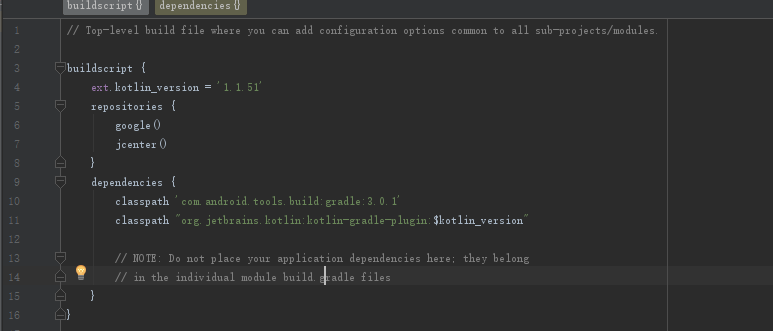 buildscript{} dependencies{}
1 // Top-level build file where you can add configuration options common to all sub-projects/modules.
2
3 buildscript {
4 ext.kotlin_version = '1.1.51'
5 repositories {
6 google()
7 jcenter()
8 }
9 dependencies {
10 classpath 'com.android.tools.build:gradle:3.0.1'
11 classpath "org.jetbrains.kotlin:kotlin-gradle-plugin:$kotlin_version"
12
13 // NOTE: Do not place your application dependencies here; they belong
14 // in the individual module build.gradle files
15 }
16 }